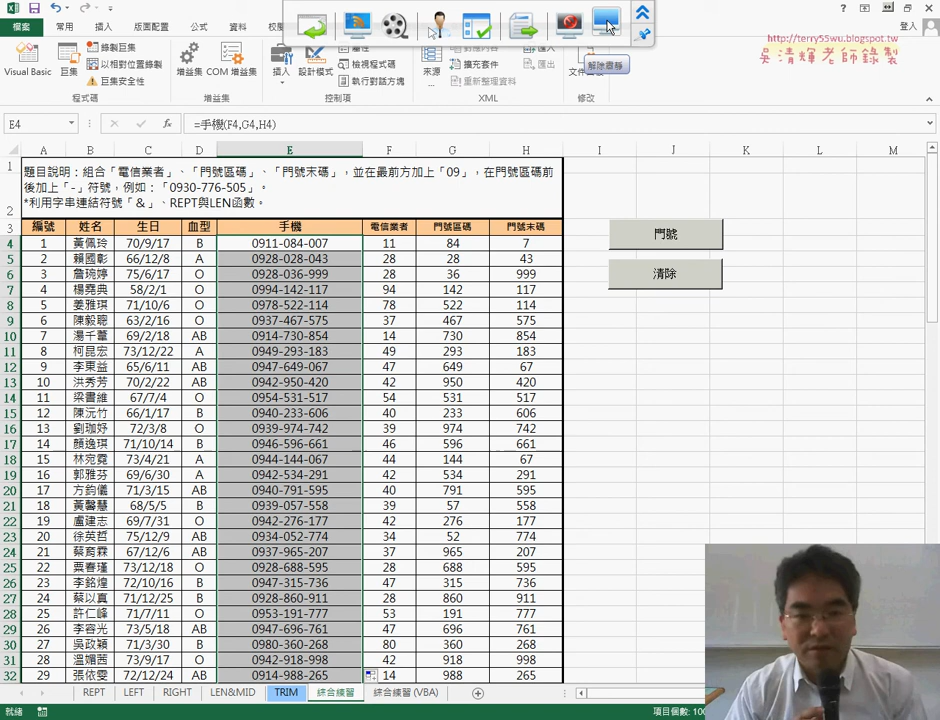 檔案 常用 插入 版面配置 公式 資料
登入
http://terry55wu.blogspot.tw
吳清輝老師錄製
Visual Basic 巨集 錄製巨集
以相對位置錄製
巨集安全性
增益集 COM 增益集
插入 設計模式
檢視程式碼
執行對話方塊
來源
擴充套件
重新整理資料
匯入
匯出
解除靜靜
程式碼 增益集 控制項 XML 修改
E4 =手機(F4,G4,H4)
A B C D E F G H I J K L M
題目說明：組合「電信業者」、「門號區碼」、「門號末碼」，並在最前方加上「09」，在門號區碼前
後加上「-」符號，例如：「0930-776-505」。
*利用字串連結符號「&」、REPT與LEN函數。
編號 姓名 生日 血型 手機 電信業者 門號區碼 門號末碼
1 黃佩玲 70/9/17 B 0911-084-007 11 84 7
2 賴國彰 66/12/8 A 0928-028-043 28 28 43
3 詹琬婷 75/6/17 O 0928-036-999 28 36 999
4 楊堯典 58/2/1 O 0994-142-117 94 142 117
5 姜雅琪 71/10/6 O 0978-522-114 78 522 114
6 陳毅聰 63/2/16 O 0937-467-575 37 467 575
7 湯千蕙 69/2/18 AB 0914-730-854 14 730 854
8 柯昆宏 73/12/22 A 0949-293-183 49 293 183
9 李東益 65/6/11 AB 0947-649-067 47 649 67
10 洪秀芳 70/2/22 AB 0942-950-420 42 950 420
11 梁書維 67/7/4 O 0954-531-517 54 531 517
12 陳沅竹 66/1/17 B 0940-233-606 40 233 606
13 劉珈妤 72/3/8 O 0939-974-742 39 974 742
14 顏逸琪 71/10/14 B 0946-596-661 46 596 661
15 林宛霓 73/4/21 A 0944-144-067 44 144 67
16 郭雅芬 69/6/30 A 0942-534-291 42 534 291
17 方鈞儀 71/3/15 AB 0940-791-595 40 791 595
18 黃馨慧 68/5/5 B 0939-057-558 39 57 558
19 盧建志 69/7/31 O 0942-276-177 42 276 177
20 徐英哲 75/12/9 AB 0934-052-774 34 52 774
21 蔡育霖 67/12/6 AB 0937-965-207 37 965 207
22 粟春瑾 73/12/18 O 0928-688-595 28 688 595
23 李銘煌 72/10/16 B 0947-315-736 47 315 736
24 蔡以真 71/12/25 B 0928-860-911 28 860 911
25 許仁峰 71/7/11 O 0953-191-777 53 191 777
26 李容光 73/5/18 AB 0947-696-761 47 696 761
27 吳政穎 71/3/30 B 0980-360-268 80 360 268
28 溫媚茜 73/9/17 O 0942-918-998 42 918 998
29 張依雯 72/12/24 AB 0914-988-265 14 988 265
門號
清除
REPT LEFT RIGHT LEN&MID TRIM 綜合練習 綜合練習 (VBA)
就緒